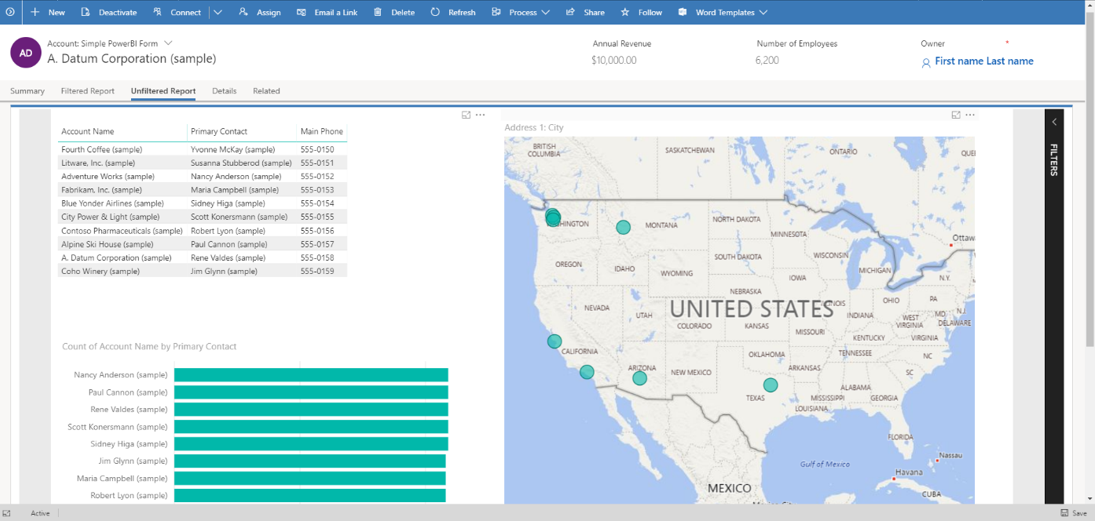 New Deactivate Connect Assign Email a Link Delete Refresh Process Share Follow Word Templates
AD
Account: Simple PowerBI Form
A. Datum Corporation (sample)
Annual Revenue
$10,000.00
Number of Employees
6,200
Owner *
First name Last name
Summary Filtered Report Unfiltered Report Details Related
Account Name Primary Contact Main Phone
Fourth Coffee (sample) Yvonne McKay (sample) 555-0150
Litware, Inc. (sample) Susanna Stubberod (sample) 555-0151
Adventure Works (sample) Nancy Anderson (sample) 555-0152
Fabrikam, Inc. (sample) Maria Campbell (sample) 555-0153
Blue Yonder Airlines (sample) Sidney Higa (sample) 555-0154
City Power & Light (sample) Scott Konersmann (sample) 555-0155
Contoso Pharmaceuticals (sample) Robert Lyon (sample) 555-0156
Alpine Ski House (sample) Paul Cannon (sample) 555-0157
A. Datum Corporation (sample) Rene Valdes (sample) 555-0158
Coho Winery (sample) Jim Glynn (sample) 555-0159
Count of Account Name by Primary Contact
Nancy Anderson (sample)
Paul Cannon (sample)
Rene Valdes (sample)
Scott Konersmann (sample)
Sidney Higa (sample)
Jim Glynn (sample)
Maria Campbell (sample)
Robert Lyon (sample)
Address 1: City
BRITISH
COLUMBIA
SASKATCHEWAN
ONTARIO
QUE
HINGTON
MONTANA
NORTH DAKOTA
MINNESOTA
Ottaw
OREGON
IDAHO
WYOMING
SOUTH DAKOTA
WISCONSIN
MICHIGAN
N.Y.
NEBRASKA
IOWA
NEVADA
UTAH
UNITED STATES
COLORADO
KANSAS
MISSOURI
INOIS
INDIANA
OHIO
PA
N.J.
MD.
DELAWARE
WEST
VIRGINIA
VIRGINIA
KENTUCKY
CALIFORNIA
ARIZONA
NEW MEXICO
OKLAHOMA
ARKANSAS
TENNESSEE
NC
SC
TEXAS
MISSISSIPPI
ALABAMA
GEORGIA
LOUISIANA
FLORIDA
Gulf of Mexico
Nassau
Havana
CUBA
MEXICO
FILTERS
Active
Save